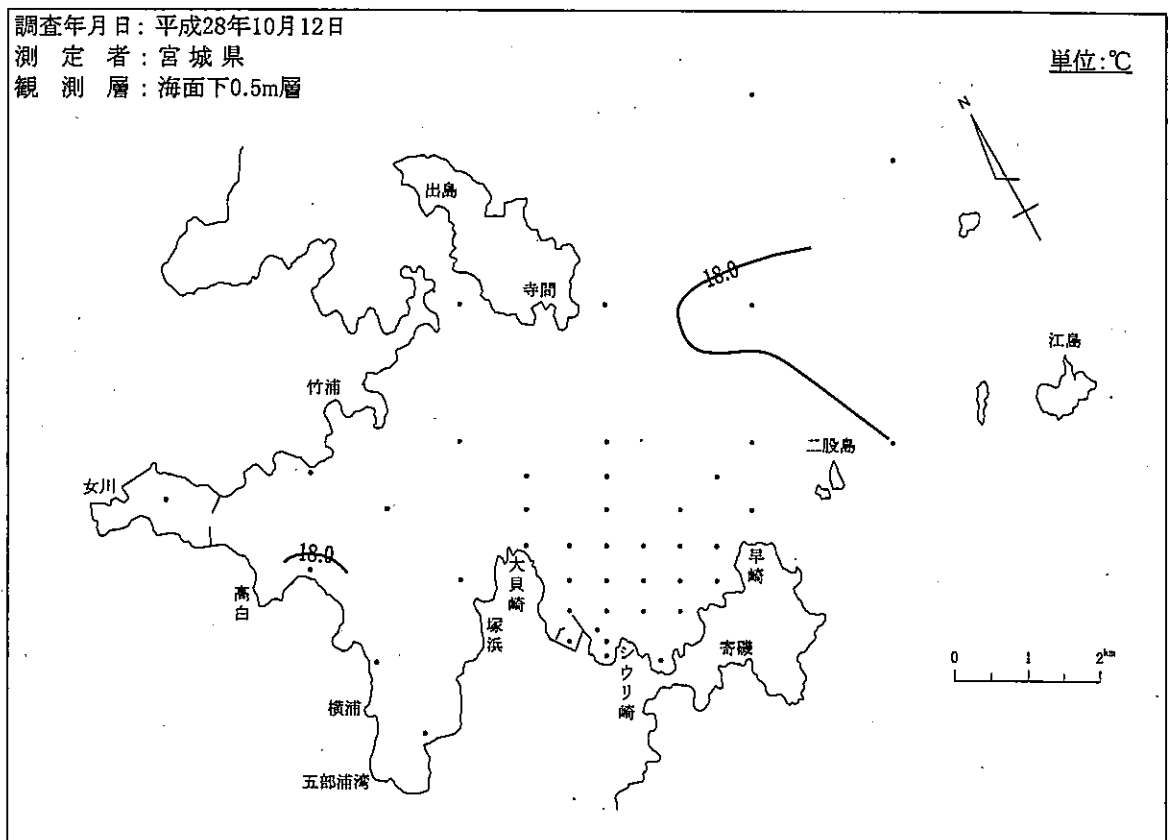 調査年月日：平成28年10月12日
測定者：宮城県
観測層：海面下0.5m層
単位：℃
N
出島
18.0
寺間
江島
竹浦
二股島
女川
18.0
大貝崎
早崎
高白
塚浜
寄磯
シウリ崎
0 1 2km
横浦
五部浦湾